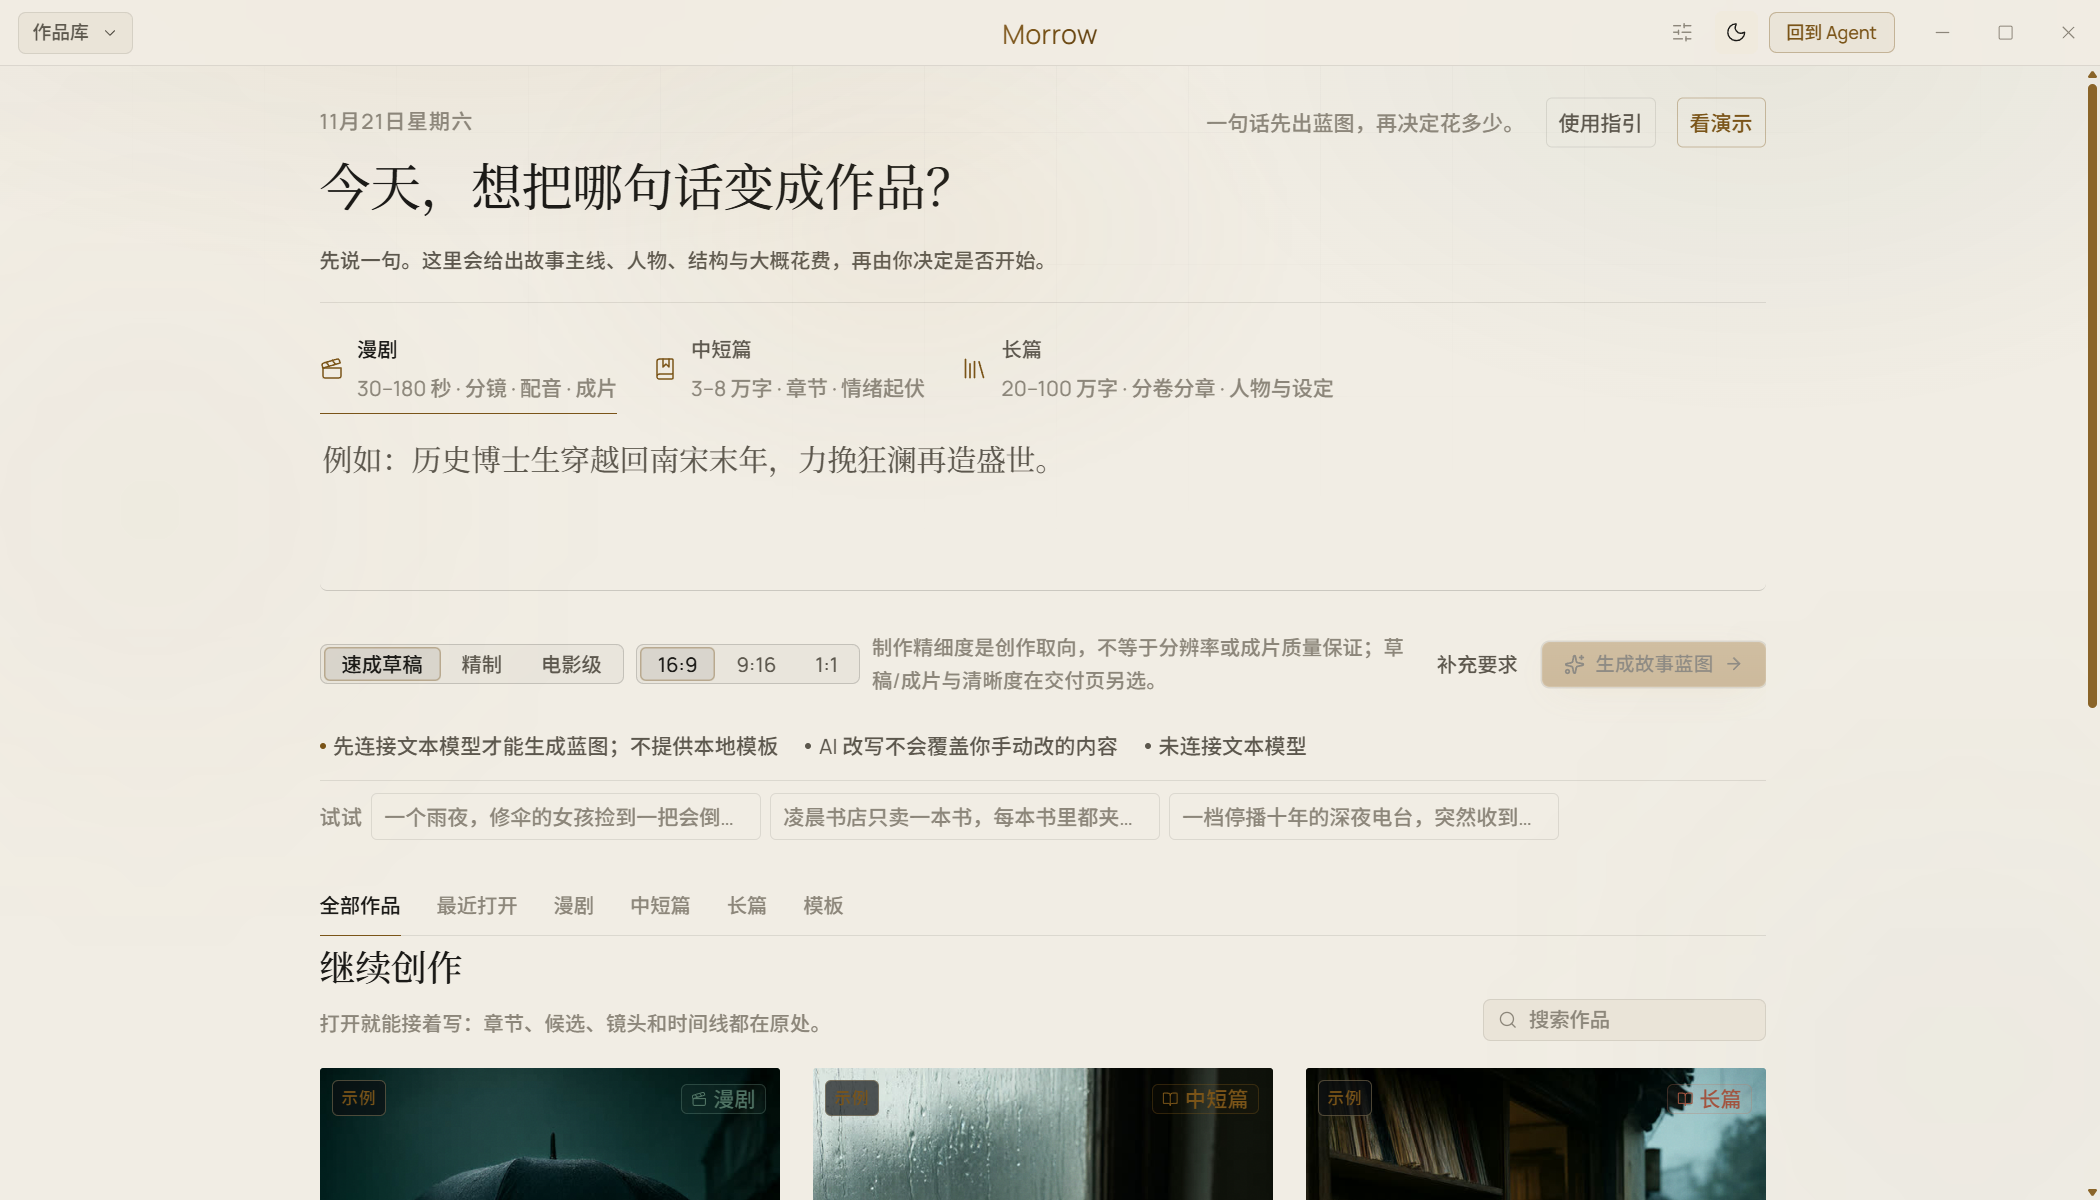 作品库
Morrow
回到 Agent
11月21日星期六
一句话先出蓝图，再决定花多少。
使用指引
看演示
今天，想把哪句话变成作品？
先说一句。这里会给出故事主线、人物、结构与大概花费，再由你决定是否开始。
漫剧
30–180 秒 · 分镜 · 配音 · 成片
中短篇
3–8 万字 · 章节 · 情绪起伏
长篇
20–100 万字 · 分卷分章 · 人物与设定
例如：历史博士生穿越回南宋末年，力挽狂澜再造盛世。
速成草稿
精制
电影级
16:9
9:16
1:1
制作精细度是创作取向，不等于分辨率或成片质量保证；草
稿/成片与清晰度在交付页另选。
补充要求
生成故事蓝图
• 先连接文本模型才能生成蓝图；不提供本地模板
• AI 改写不会覆盖你手动改的内容
• 未连接文本模型
试试
一个雨夜，修伞的女孩捡到一把会倒...
凌晨书店只卖一本书，每本书里都夹...
一档停播十年的深夜电台，突然收到...
全部作品
最近打开
漫剧
中短篇
长篇
模板
继续创作
打开就能接着写：章节、候选、镜头和时间线都在原处。
搜索作品
示例
漫剧
示例
中短篇
示例
长篇